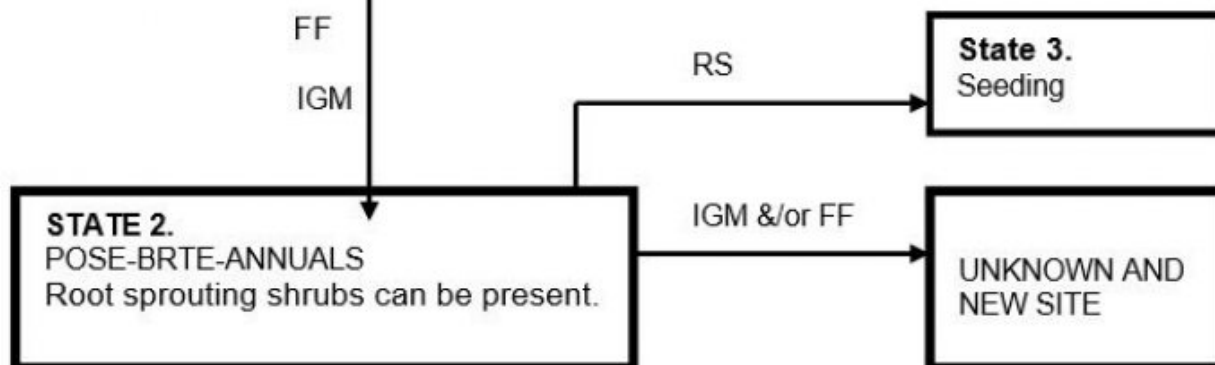 FF
IGM
RS
State 3.
Seeding
STATE 2.
POSE-BRTE-ANNUALS
Root sprouting shrubs can be present.
IGM &/or FF
UNKNOWN AND
NEW SITE